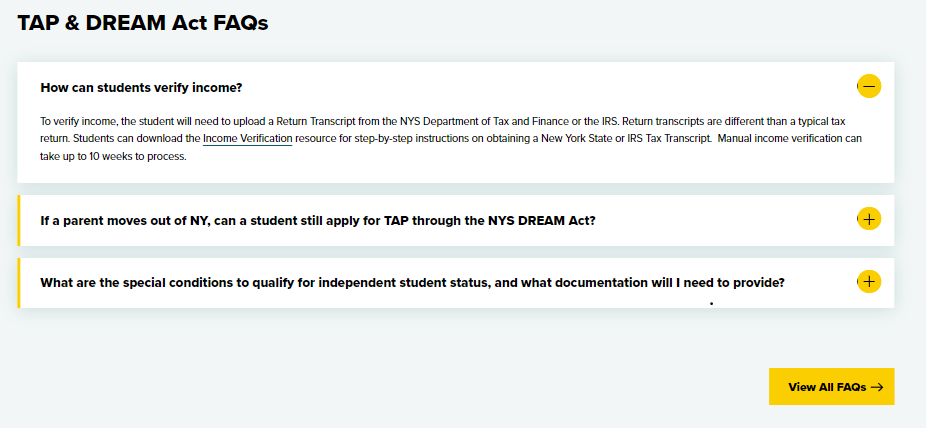 TAP & DREAM Act FAQs
How can students verify income?
To verify income, the student will need to upload a Return Transcript from the NYS Department of Tax and Finance or the IRS. Return transcripts are different than a typical tax
return. Students can download the Income Verification resource for step-by-step instructions on obtaining a New York State or IRS Tax Transcript.  Manual income verification can
take up to 10 weeks to process.
If a parent moves out of NY, can a student still apply for TAP through the NYS DREAM Act?
What are the special conditions to qualify for independent student status, and what documentation will I need to provide?
View All FAQs →